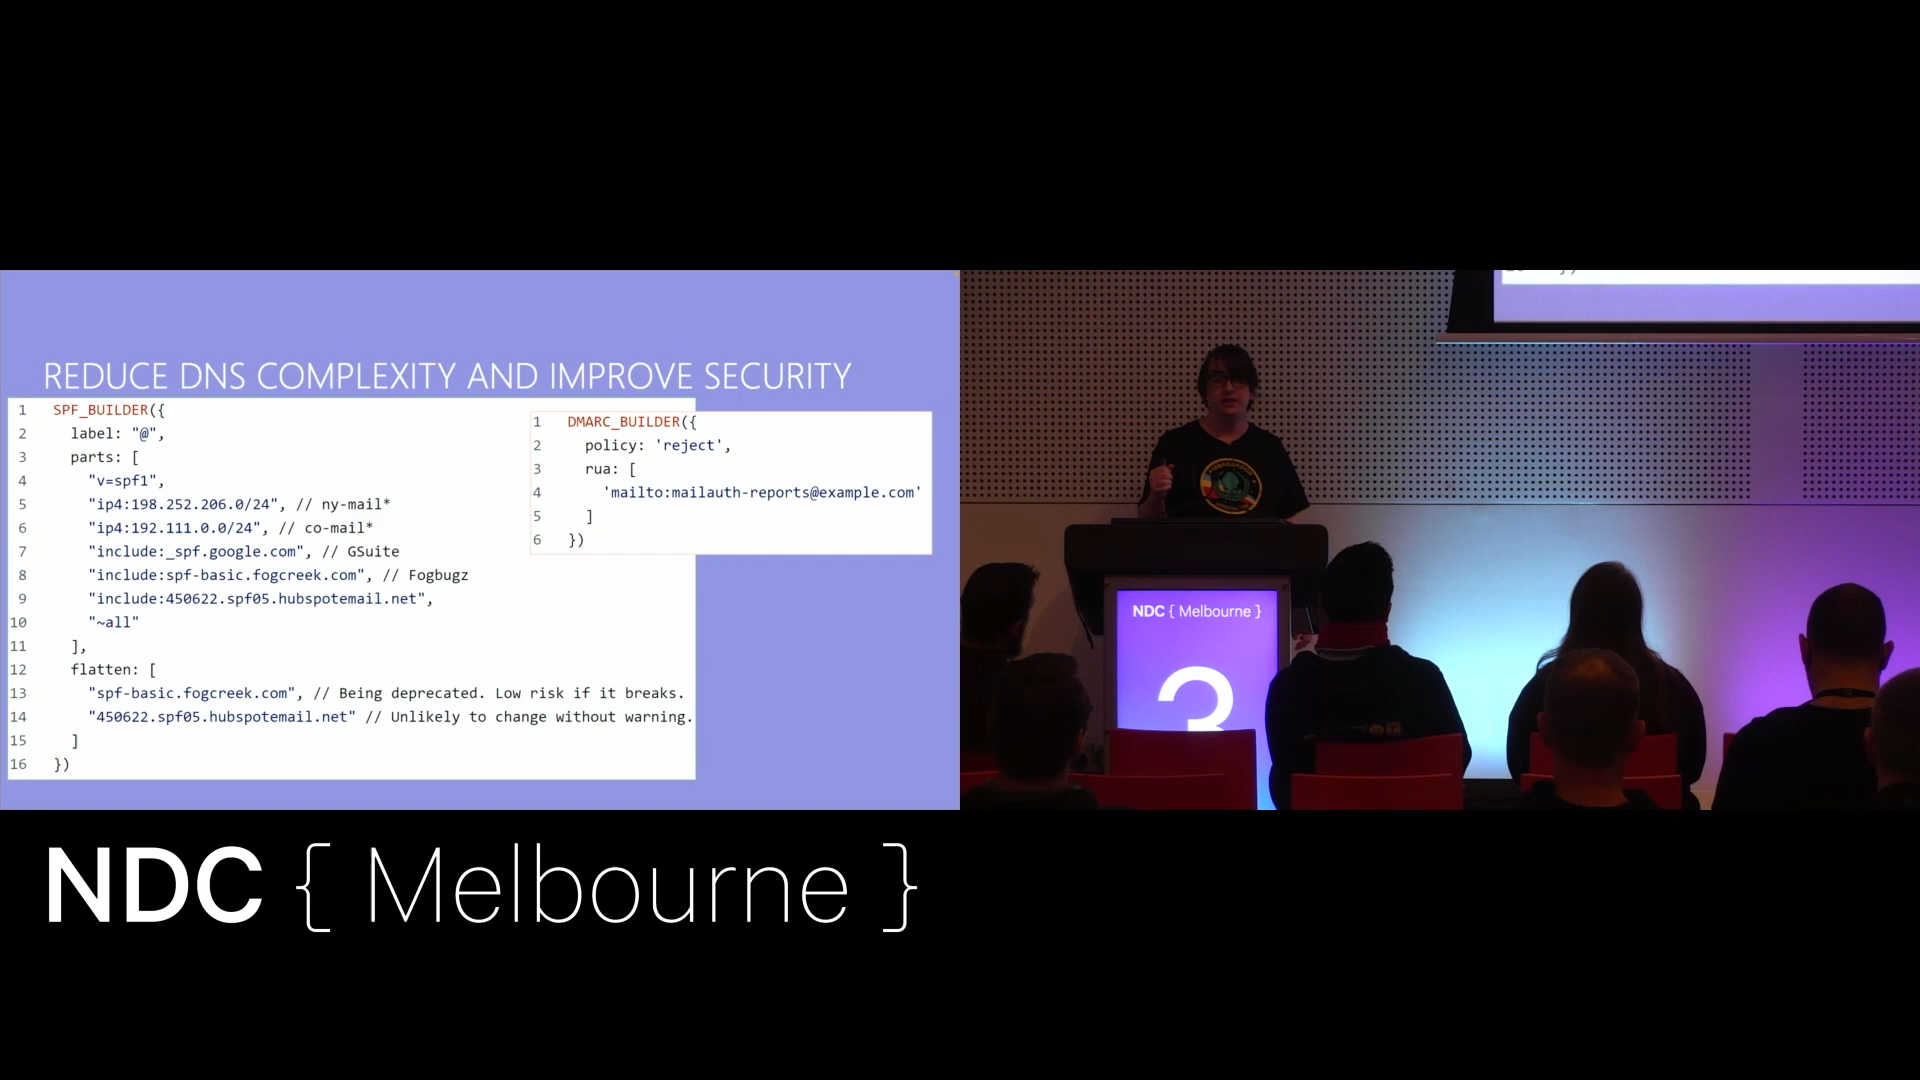 REDUCE DNS COMPLEXITY AND IMPROVE SECURITY
1 SPF_BUILDER({
2 label: "@",
3 parts: [
4 "v=spf1",
5 "ip4:198.252.206.0/24", // ny-mail*
6 "ip4:192.111.0.0/24", // co-mail*
7 "include:_spf.google.com", // GSuite
8 "include:spf-basic.fogcreek.com", // Fogbugz
9 "include:450622.spf05.hubspotemail.net",
10 "~all"
11 ],
12 flatten: [
13 "spf-basic.fogcreek.com", // Being deprecated. Low risk if it breaks.
14 "450622.spf05.hubspotemail.net" // Unlikely to change without warning.
15 ]
16 })
1 DMARC_BUILDER({
2 policy: 'reject',
3 rua: [
4 'mailto:mailauth-reports@example.com'
5 ]
6 })
NDC { Melbourne }
3
NDC { Melbourne }